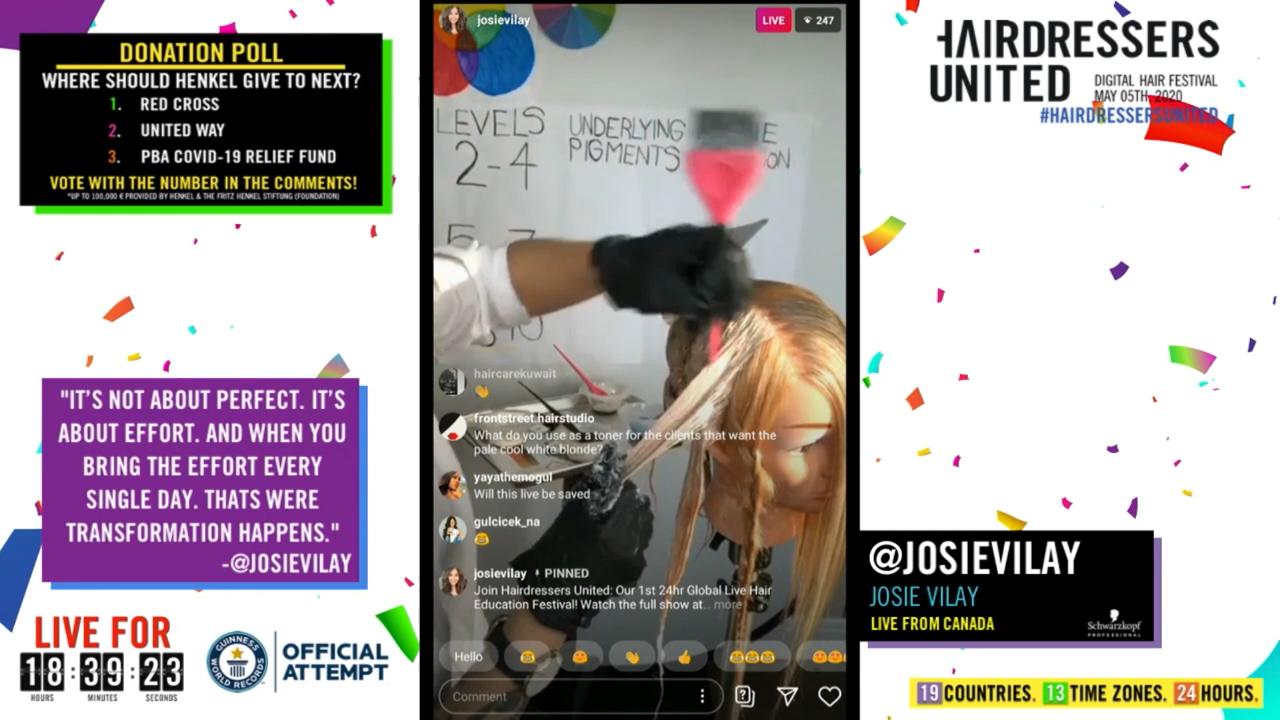 DONATION POLL
WHERE SHOULD HENKEL GIVE TO NEXT?
1. RED CROSS
2. UNITED WAY
3. PBA COVID-19 RELIEF FUND
VOTE WITH THE NUMBER IN THE COMMENTS!
*UP TO 100,000 € PROVIDED BY HENKEL & THE FRITZ HENKEL STIFTUNG (FOUNDATION)
"IT'S NOT ABOUT PERFECT. IT'S
ABOUT EFFORT. AND WHEN YOU
BRING THE EFFORT EVERY
SINGLE DAY. THATS WERE
TRANSFORMATION HAPPENS."
-@JOSIEVILAY
LIVE FOR
18:39:23
HOURS MINUTES SECONDS
GUINNESS WORLD RECORDS
OFFICIAL
ATTEMPT
josievilay
LIVE 247
LEVELS
2-4
UNDERLYING
PIGMENTS
haircarekuwait
👏
frontstreet.hairstudio
What do you use as a toner for the clients that want the
pale cool white blonde?
yayathemogul
Will this live be saved
gulcicek_na
😂
josievilay PINNED
Join Hairdressers United: Our 1st 24hr Global Live Hair
Education Festival! Watch the full show at... more
Hello
Comment
HAIRDRESSERS
UNITED
DIGITAL HAIR FESTIVAL
MAY 05TH, 2020
#HAIRDRESSERSUNITED
@JOSIEVILAY
JOSIE VILAY
LIVE FROM CANADA
Schwarzkopf
PROFESSIONAL
19 COUNTRIES. 13 TIME ZONES. 24 HOURS.